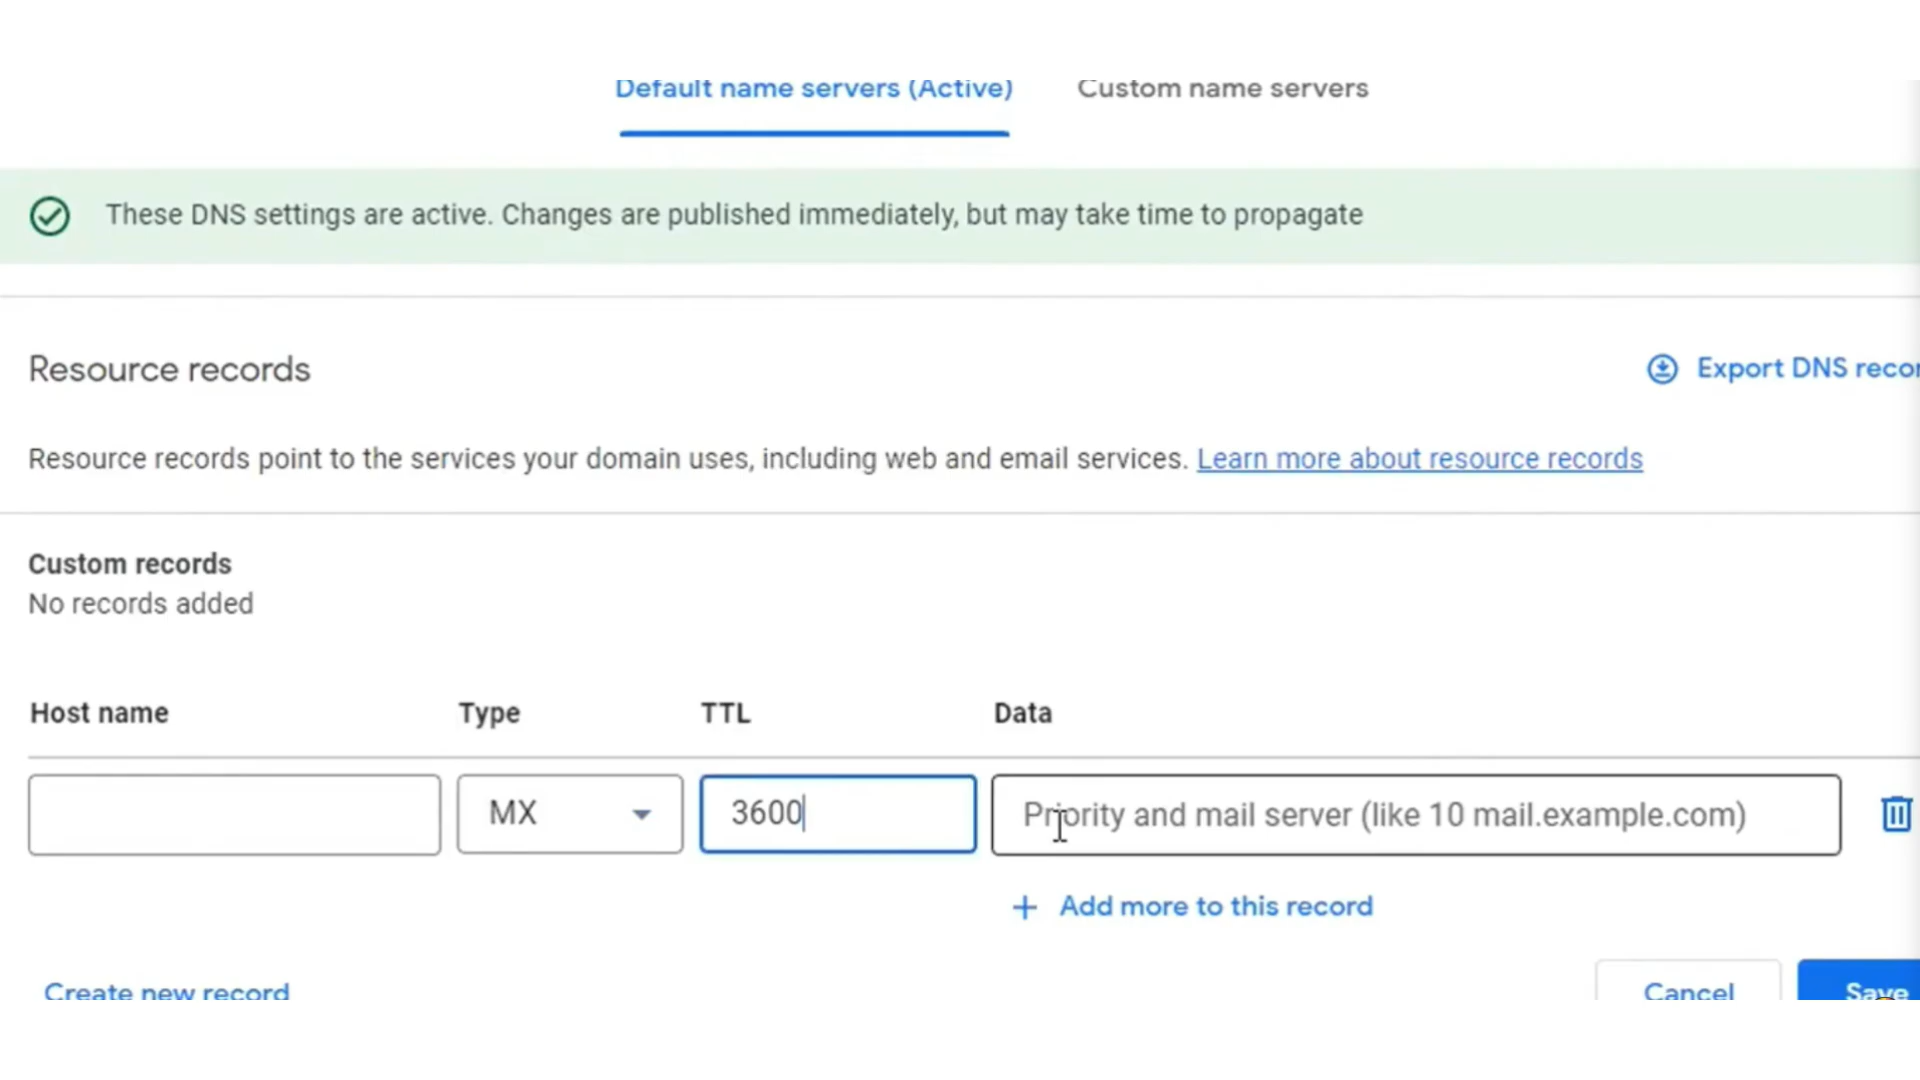 Default name servers (Active)
Custom name servers
These DNS settings are active. Changes are published immediately, but may take time to propagate
Resource records
Export DNS recor
Resource records point to the services your domain uses, including web and email services. Learn more about resource records
Custom records
No records added
Host name
Type
TTL
Data
MX
3600
Priority and mail server (like 10 mail.example.com)
Add more to this record
Create new record
Cancel
Save